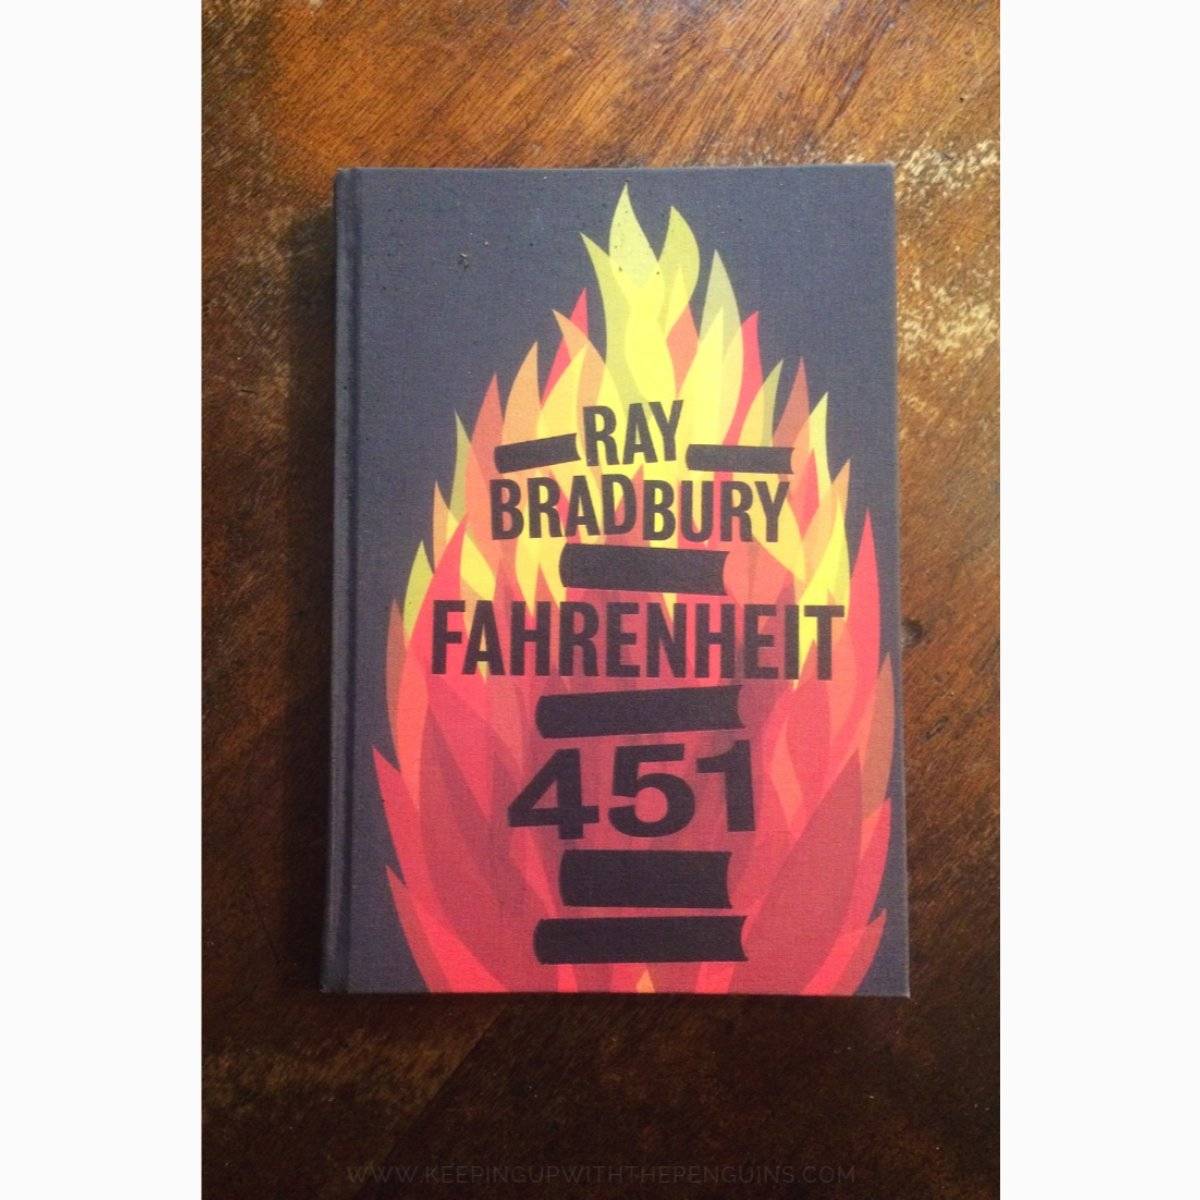 RAY
BRADBURY
FAHRENHEIT
451
WWW.KEEPINGUPWITHTHEPENGUINS.COM